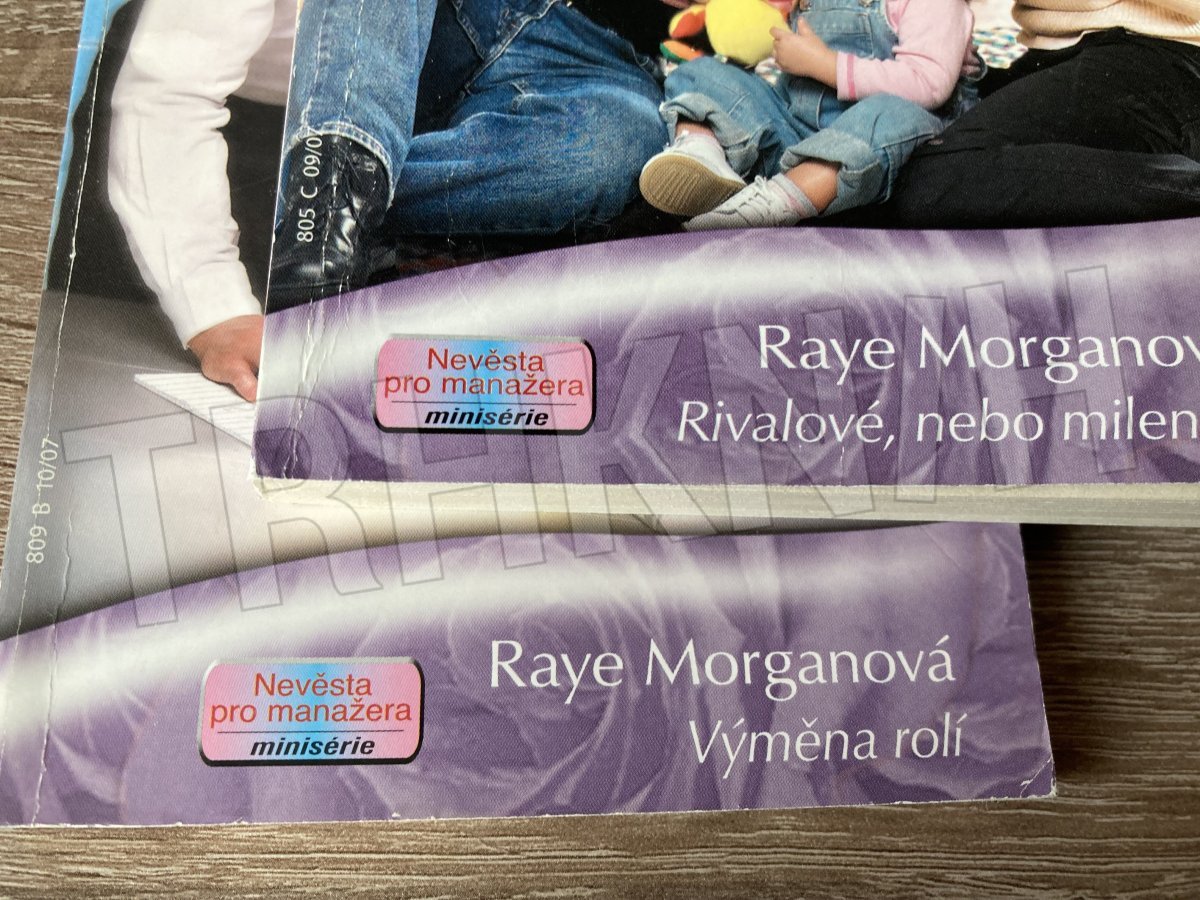 805 C 09/0
Nevěsta
pro manažera
minisérie
Raye Morganov
Rivalové, nebo milen
809 B 10/07
Nevěsta
pro manažera
minisérie
Raye Morganová
Výměna rolí